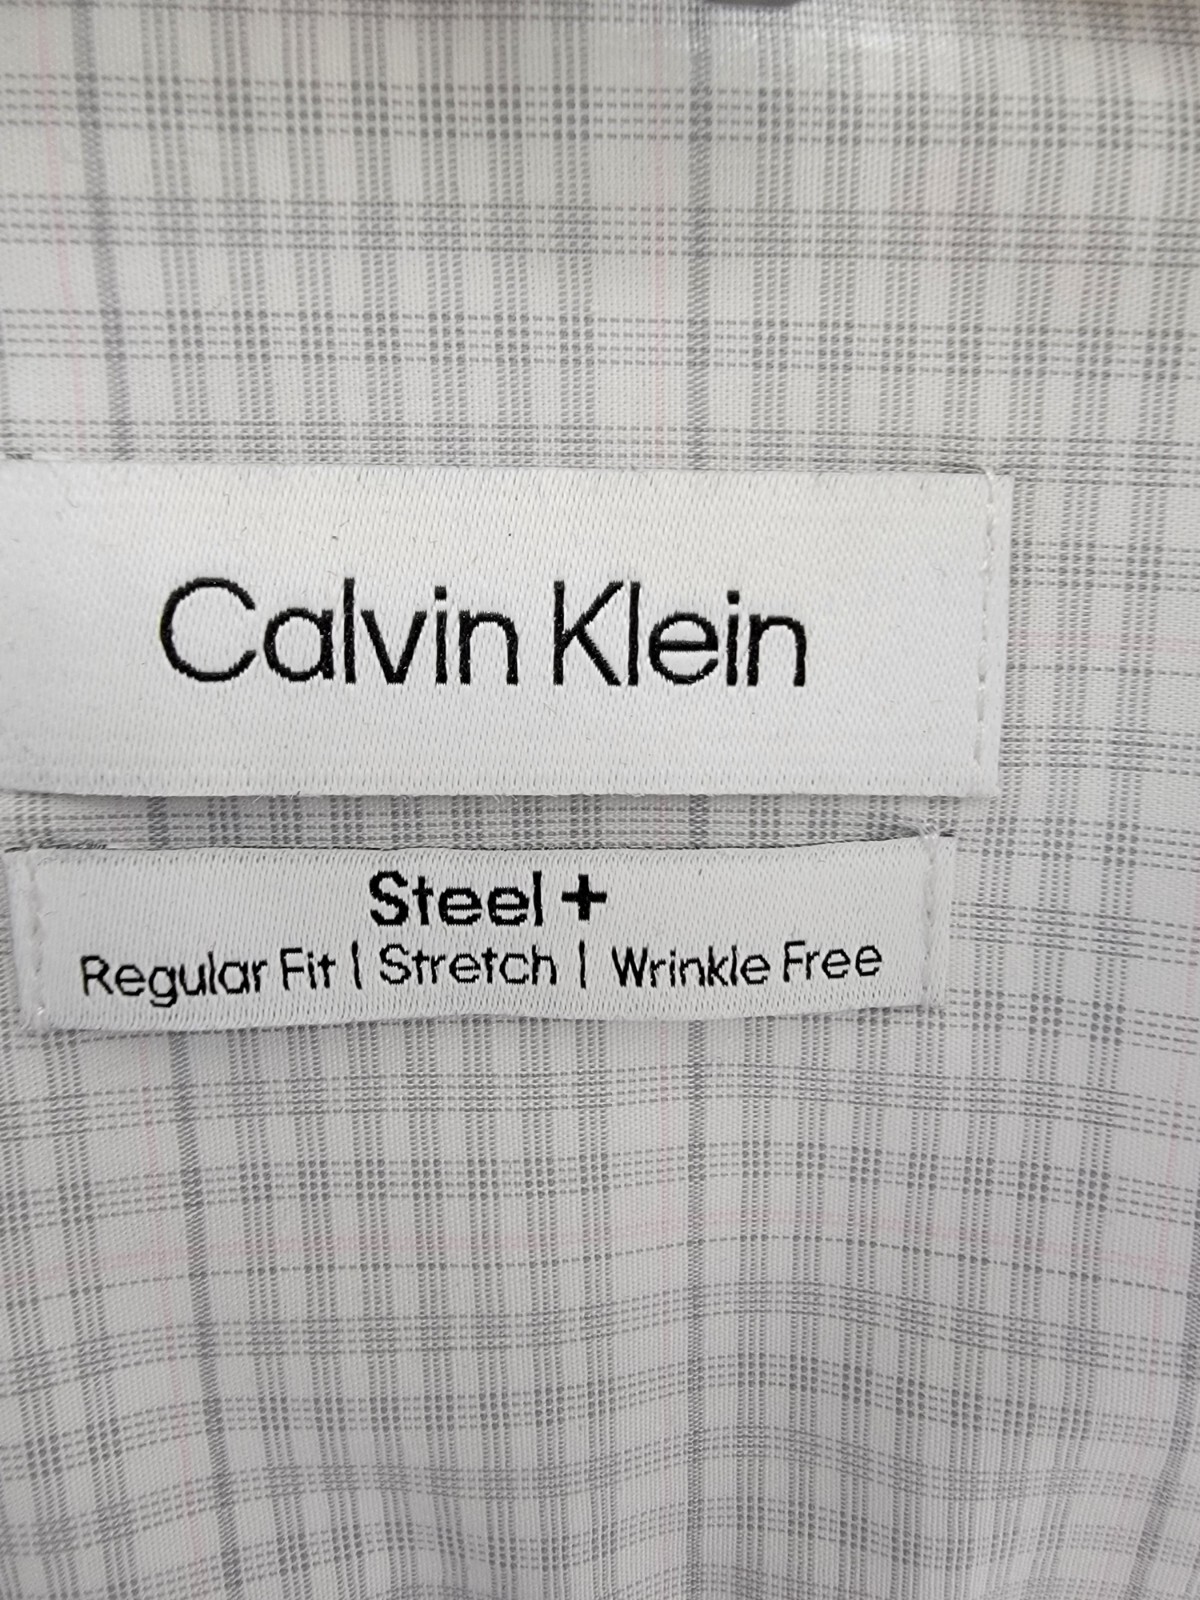 Calvin Klein
Steel +
Regular Fit | Stretch | Wrinkle Free